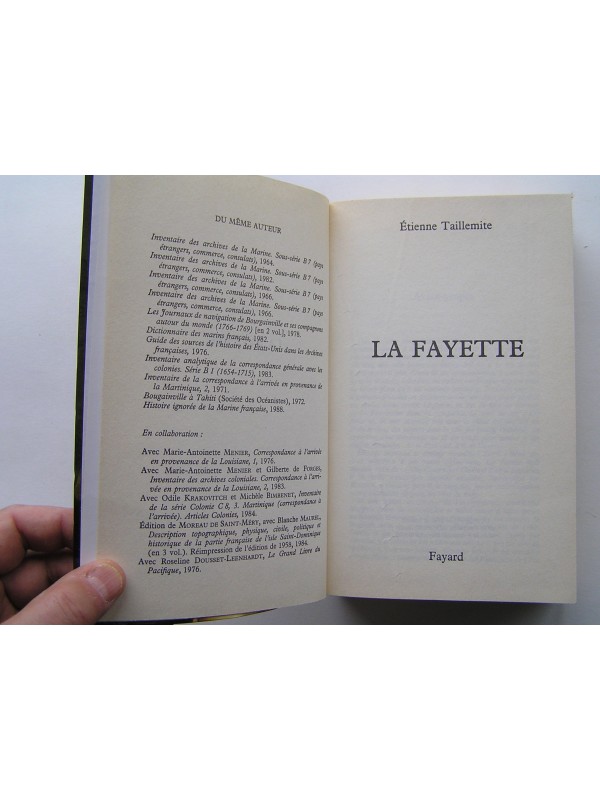 DU MÊME AUTEUR
Inventaire des archives de la Marine. Sous-série B 7 (pays
étrangers, commerce, consulats), 1964.
Inventaire des archives de la Marine. Sous-série B 7 (pays
étrangers, commerce, consulats), 1982.
Inventaire des archives de la Marine. Sous-série B 7 (pays
étrangers, commerce, consulats), 1966.
Inventaire des archives de la Marine. Sous-série B 7 (pays
étrangers, commerce, consulats), 1966.
Les Journaux de navigation de Bougainville et ses compagnons
autour du monde (1766-1769) [en 2 vol.], 1978.
Dictionnaire des marins français, 1982.
Guide des sources de l'histoire des États-Unis dans les Archives
françaises, 1976.
Inventaire analytique de la correspondance générale avec les
colonies. Série B 1 (1654-1715), 1983.
Inventaire de la correspondance à l'arrivée en provenance de
la Martinique, 2, 1971.
Bougainville à Tahiti (Société des Océanistes), 1972.
Histoire ignorée de la Marine française, 1988.
En collaboration :
Avec Marie-Antoinette MENIER, Correspondance à l'arrivée
en provenance de la Louisiane, 1, 1976.
Avec Marie-Antoinette MENIER et Gilberte de FORGES,
Inventaire des archives coloniales. Correspondance à l'arri-
vée en provenance de la Louisiane, 2, 1983.
Avec Odile KRAKOVITCH et Michèle BIMBENET, Inventaire
de la série Colonie C 8, 3. Martinique (correspondance à
l'arrivée). Articles Colonies, 1984.
Édition de MOREAU DE SAINT-MÉRY, avec Blanche MAUREL,
Description topographique, physique, civile, politique et
historique de la partie française de l'isle Saint-Dominique
(en 3 vol.). Réimpression de l'édition de 1958, 1984.
Avec Roseline DOUSSET-LEENHARDT, Le Grand Livre du
Pacifique, 1976.
Étienne Taillemite
LA FAYETTE
Fayard